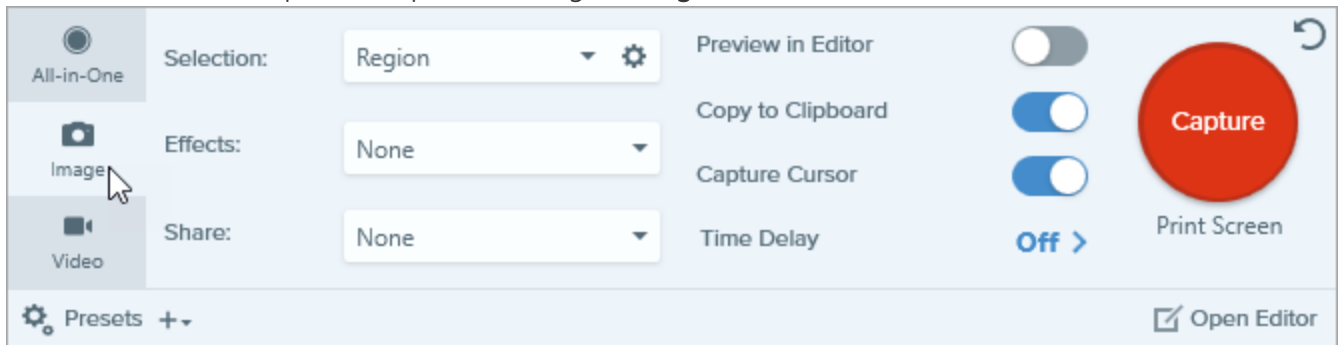 All-in-One
Image
Video
Selection: Region
Effects: None
Share: None
Preview in Editor
Copy to Clipboard
Capture Cursor
Time Delay Off >
Capture
Print Screen
Presets +
Open Editor